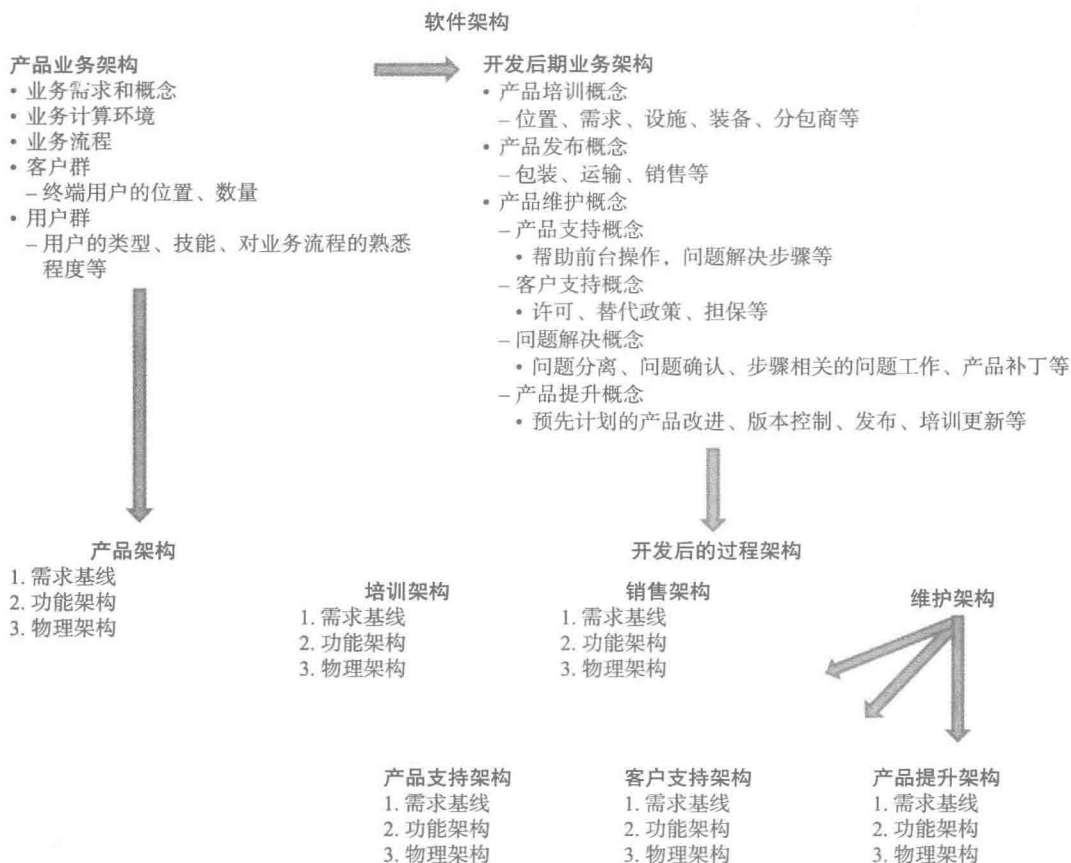 软件架构
产品业务架构
• 业务需求和概念
• 业务计算环境
• 业务流程
• 客户群
– 终端用户的位置、数量
• 用户群
– 用户的类型、技能、对业务流程的熟悉
程度等
开发后期业务架构
• 产品培训概念
– 位置、需求、设施、装备、分包商等
• 产品发布概念
– 包装、运输、销售等
• 产品维护概念
– 产品支持概念
• 帮助前台操作，问题解决步骤等
– 客户支持概念
• 许可、替代政策、担保等
– 问题解决概念
• 问题分离、问题确认、步骤相关的问题工作、产品补丁等
– 产品提升概念
• 预先计划的产品改进、版本控制、发布、培训更新等
产品架构
1. 需求基线
2. 功能架构
3. 物理架构
开发后的过程架构
培训架构
1. 需求基线
2. 功能架构
3. 物理架构
销售架构
1. 需求基线
2. 功能架构
3. 物理架构
维护架构
产品支持架构
1. 需求基线
2. 功能架构
3. 物理架构
客户支持架构
1. 需求基线
2. 功能架构
3. 物理架构
产品提升架构
1. 需求基线
2. 功能架构
3. 物理架构